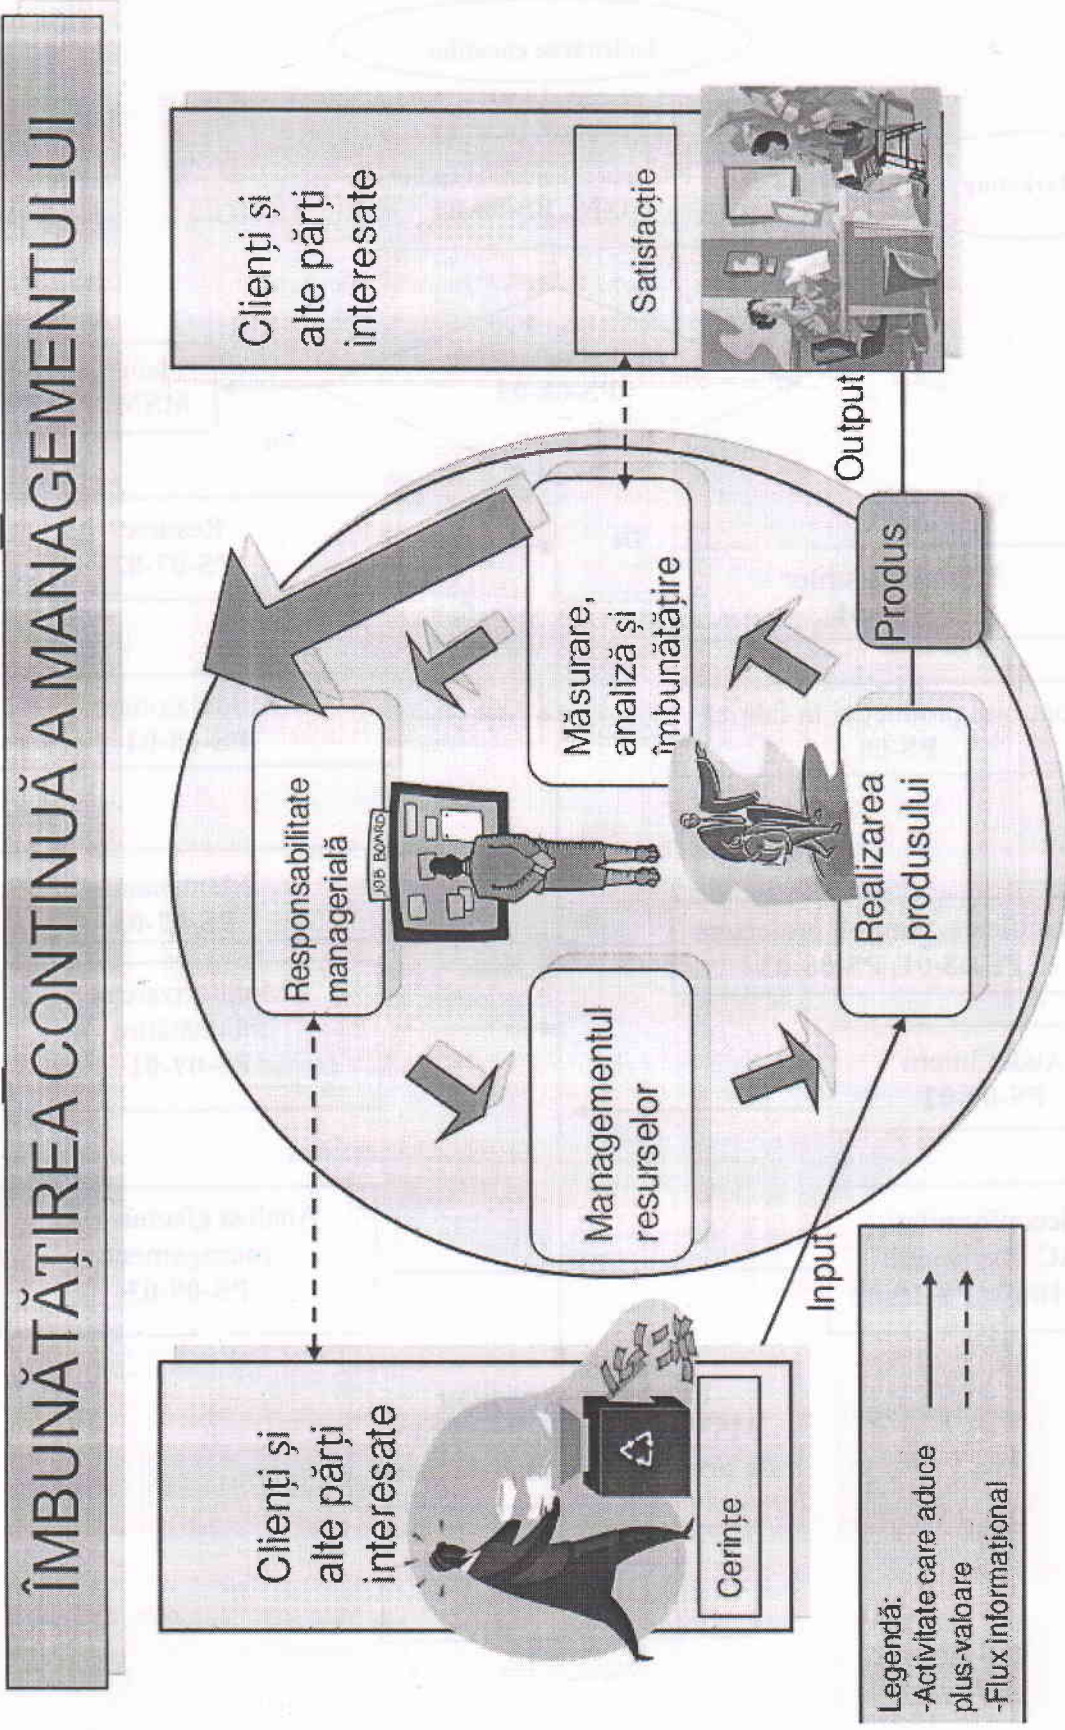 ÎMBUNĂTĂȚIREA CONTINUĂ A MANAGEMENTULUI
Clienți și
alte părți
interesate
Cerințe
Input
Responsabilitate
managerială
JOB BOARD
Managementul
resurselor
Măsurare,
analiză și
îmbunătățire
Realizarea
produsului
Produs
Output
Clienți și
alte părți
interesate
Satisfacție
Legendă:
-Activitate care aduce
plus-valoare
-Flux informațional